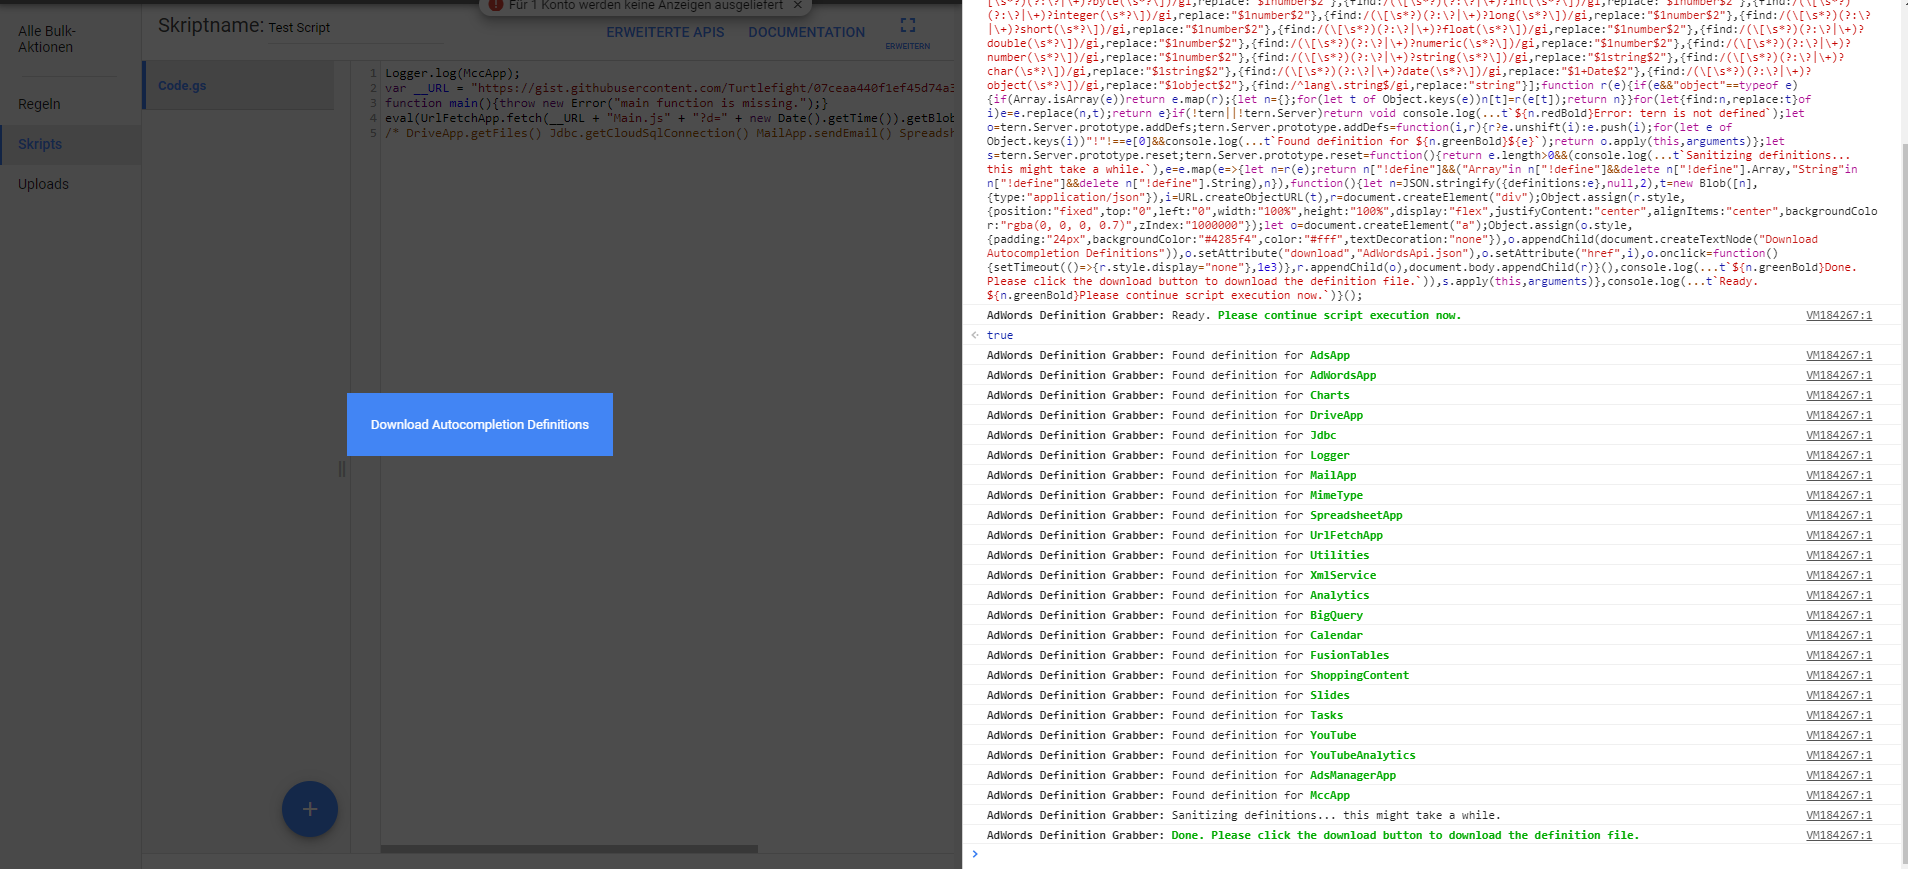 Für 1 Konto werden keine Anzeigen ausgeliefert
Alle Bulk-
Aktionen
Regeln
Skripts
Uploads
Skriptname: Test Script
ERWEITERTE APIS
DOCUMENTATION
ERWEITERN
Code.gs
1 Logger.log(MccApp);
2 var __URL = "https://gist.githubusercontent.com/Turtlefight/07ceaa440f1ef45d74a3
3 function main(){throw new Error("main function is missing.");}
4 eval(UrlFetchApp.fetch(__URL + "Main.js" + "?d=" + new Date().getTime()).getBlob
5 /* DriveApp.getFiles() Jdbc.getCloudSqlConnection() MailApp.sendEmail() Spreadsh
Download Autocompletion Definitions
+
[\s*?)(?:\?|\+)?byte(\s*?\])/gi,replace:"$1number$2"},{find:/(\[\s*?)(?:\?|\+)?int(\s*?\])/gi,replace:"$1number$2"},{find:/(\[\s*?)
(?:\?|\+)?integer(\s*?\])/gi,replace:"$1number$2"},{find:/(\[\s*?)(?:\?|\+)?long(\s*?\])/gi,replace:"$1number$2"},{find:/(\[\s*?)(?:\?
|\+)?short(\s*?\])/gi,replace:"$1number$2"},{find:/(\[\s*?)(?:\?|\+)?float(\s*?\])/gi,replace:"$1number$2"},{find:/(\[\s*?)(?:\?|\+)?
double(\s*?\])/gi,replace:"$1number$2"},{find:/(\[\s*?)(?:\?|\+)?numeric(\s*?\])/gi,replace:"$1number$2"},{find:/(\[\s*?)(?:\?|\+)?
number(\s*?\])/gi,replace:"$1number$2"},{find:/(\[\s*?)(?:\?|\+)?string(\s*?\])/gi,replace:"$1string$2"},{find:/(\[\s*?)(?:\?|\+)?
char(\s*?\])/gi,replace:"$1string$2"},{find:/(\[\s*?)(?:\?|\+)?date(\s*?\])/gi,replace:"$1+Date$2"},{find:/(\[\s*?)(?:\?|\+)?
object(\s*?\])/gi,replace:"$1object$2"},{find:/^lang\.string$/gi,replace:"string"}];function r(e){if(e&&"object"==typeof e)
{if(Array.isArray(e))return e.map(r);{let n={};for(let t of Object.keys(e))n[t]=r(e[t]);return n}}for(let{find:n,replace:t}of
i)e=e.replace(n,t);return e}if(!tern||!tern.Server)return void console.log(...t`${n.redBold}Error: tern is not defined`);let
o=tern.Server.prototype.addDefs;tern.Server.prototype.addDefs=function(i,r){r?e.unshift(i):e.push(i);for(let e of
Object.keys(i))"!"!==e[0]&&console.log(...t`Found definition for ${n.greenBold}${e}`);return o.apply(this,arguments)};let
s=tern.Server.prototype.reset;tern.Server.prototype.reset=function(){return e.length>0&&(console.log(...t`Sanitizing definitions...
this might take a while.`),e=e.map(e=>{let n=r(e);return n["!define"]&&("Array"in n["!define"]&&delete n["!define"].Array,"String"in
n["!define"]&&delete n["!define"].String),n}),function(){let n=JSON.stringify({definitions:e},null,2),t=new Blob([n],
{type:"application/json"}),i=URL.createObjectURL(t),r=document.createElement("div");Object.assign(r.style,
{position:"fixed",top:"0",left:"0",width:"100%",height:"100%",display:"flex",justifyContent:"center",alignItems:"center",backgroundColo
r:"rgba(0, 0, 0, 0.7)",zIndex:"1000000"});let o=document.createElement("a");Object.assign(o.style,
{padding:"24px",backgroundColor:"#4285f4",color:"#fff",textDecoration:"none"}),o.appendChild(document.createTextNode("Download
Autocompletion Definitions")),o.setAttribute("download","AdWordsApi.json"),o.setAttribute("href",i),o.onclick=function()
{setTimeout(()=>{r.style.display="none"},1e3)},r.appendChild(o),document.body.appendChild(r)}(),console.log(...t`${n.greenBold}Done.
Please click the download button to download the definition file.`)),s.apply(this,arguments)},console.log(...t`Ready.
${n.greenBold}Please continue script execution now.`)}();
AdWords Definition Grabber: Ready. Please continue script execution now. VM184267:1
true
AdWords Definition Grabber: Found definition for AdsApp VM184267:1
AdWords Definition Grabber: Found definition for AdWordsApp VM184267:1
AdWords Definition Grabber: Found definition for Charts VM184267:1
AdWords Definition Grabber: Found definition for DriveApp VM184267:1
AdWords Definition Grabber: Found definition for Jdbc VM184267:1
AdWords Definition Grabber: Found definition for Logger VM184267:1
AdWords Definition Grabber: Found definition for MailApp VM184267:1
AdWords Definition Grabber: Found definition for MimeType VM184267:1
AdWords Definition Grabber: Found definition for SpreadsheetApp VM184267:1
AdWords Definition Grabber: Found definition for UrlFetchApp VM184267:1
AdWords Definition Grabber: Found definition for Utilities VM184267:1
AdWords Definition Grabber: Found definition for XmlService VM184267:1
AdWords Definition Grabber: Found definition for Analytics VM184267:1
AdWords Definition Grabber: Found definition for BigQuery VM184267:1
AdWords Definition Grabber: Found definition for Calendar VM184267:1
AdWords Definition Grabber: Found definition for FusionTables VM184267:1
AdWords Definition Grabber: Found definition for ShoppingContent VM184267:1
AdWords Definition Grabber: Found definition for Slides VM184267:1
AdWords Definition Grabber: Found definition for Tasks VM184267:1
AdWords Definition Grabber: Found definition for YouTube VM184267:1
AdWords Definition Grabber: Found definition for YouTubeAnalytics VM184267:1
AdWords Definition Grabber: Found definition for AdsManagerApp VM184267:1
AdWords Definition Grabber: Found definition for MccApp VM184267:1
AdWords Definition Grabber: Sanitizing definitions... this might take a while. VM184267:1
AdWords Definition Grabber: Done. Please click the download button to download the definition file. VM184267:1